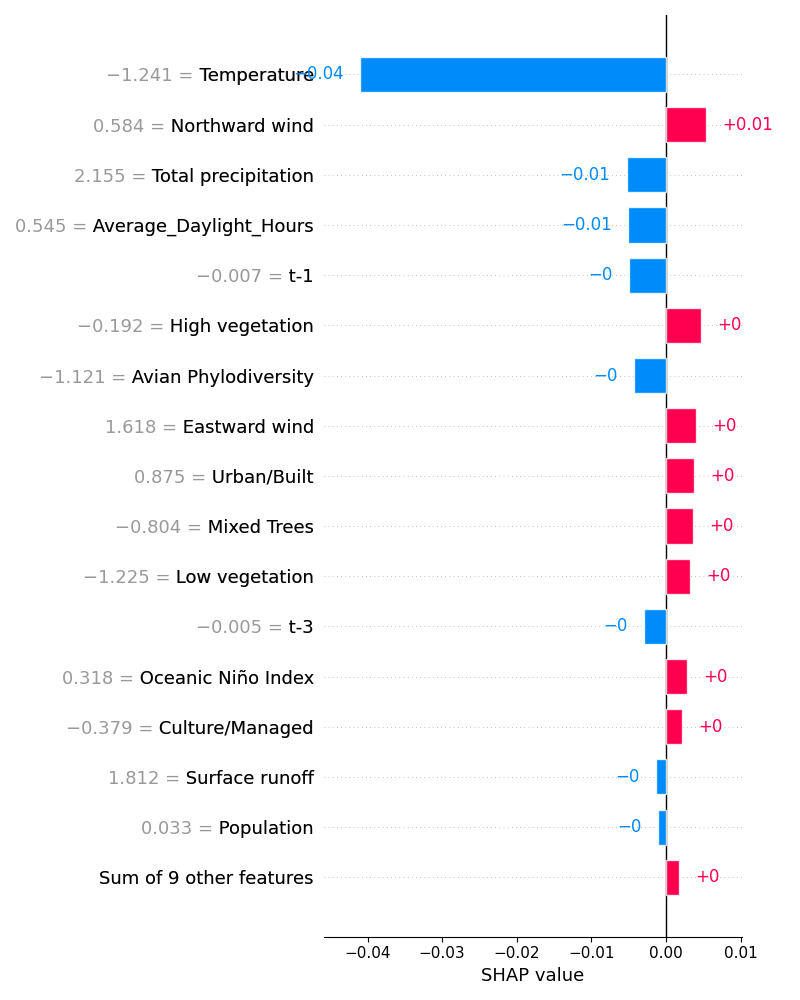 −1.241 = Temperature −0.04
0.584 = Northward wind +0.01
2.155 = Total precipitation −0.01
0.545 = Average_Daylight_Hours −0.01
−0.007 = t-1 −0
−0.192 = High vegetation +0
−1.121 = Avian Phylodiversity −0
1.618 = Eastward wind +0
0.875 = Urban/Built +0
−0.804 = Mixed Trees +0
−1.225 = Low vegetation +0
−0.005 = t-3 −0
0.318 = Oceanic Niño Index +0
−0.379 = Culture/Managed +0
1.812 = Surface runoff −0
0.033 = Population −0
Sum of 9 other features +0
−0.04 −0.03 −0.02 −0.01 0.00 0.01
SHAP value